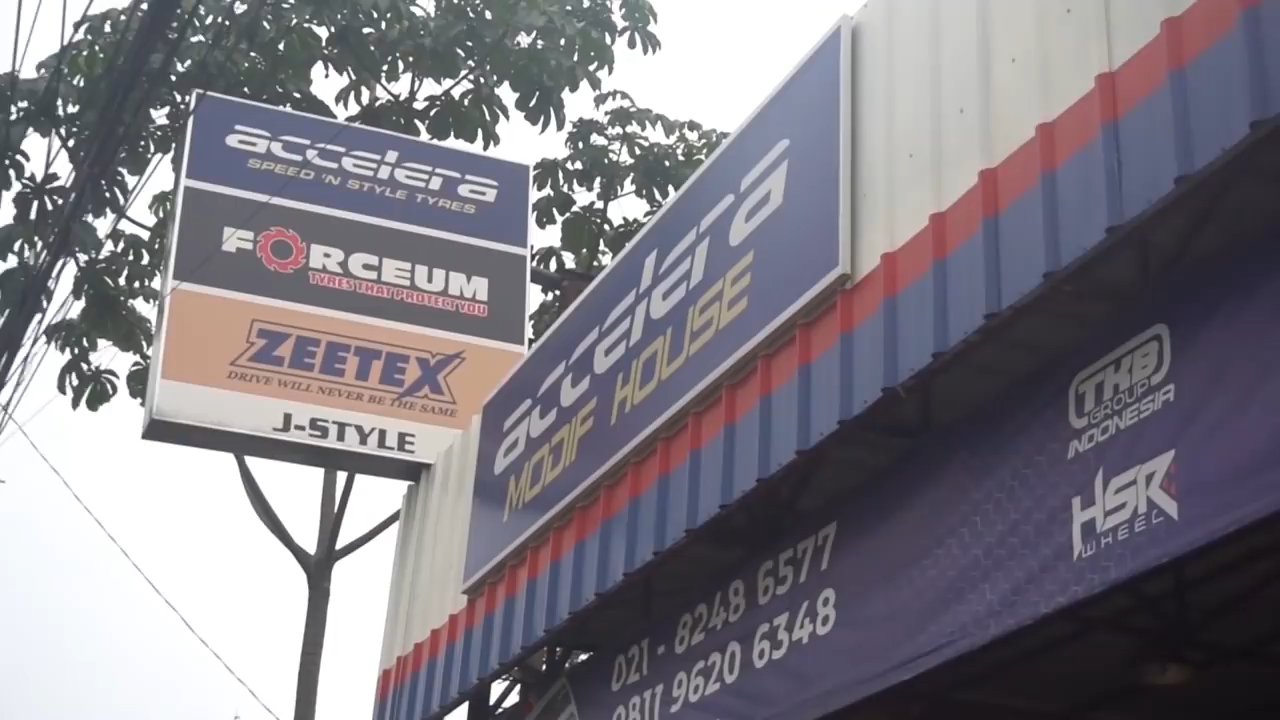 accelera
SPEED 'N STYLE TYRES
FORCEUM
TYRES THAT PROTECT YOU
ZEETEX
DRIVE WILL NEVER BE THE SAME
J-STYLE
accelera
MODIF HOUSE
TKB
GROUP
INDONESIA
HSR
WHEEL
021 - 8248 6577
0811 9620 6348